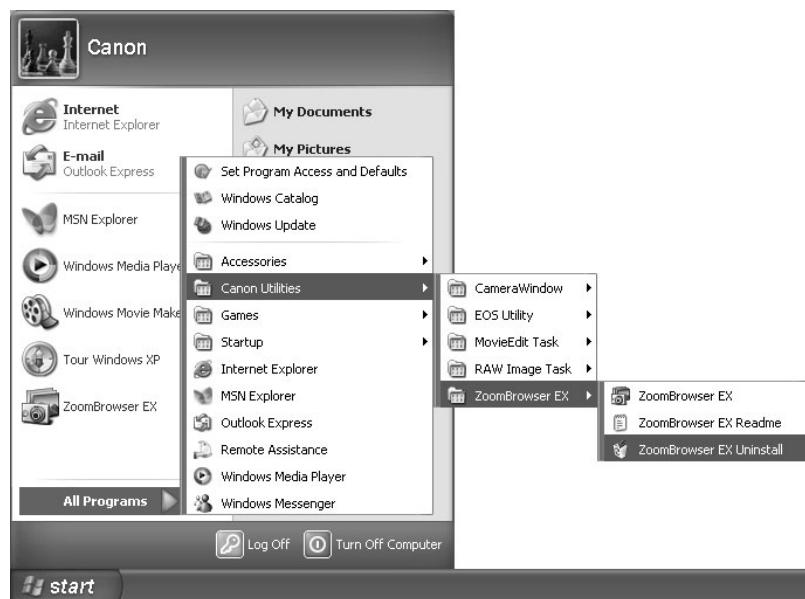 Canon
Internet
Internet Explorer
E-mail
Outlook Express
MSN Explorer
Windows Media Playe
Windows Movie Make
Tour Windows XP
ZoomBrowser EX
All Programs
My Documents
My Pictures
Set Program Access and Defaults
Windows Catalog
Windows Update
Accessories
Canon Utilities
Games
Startup
Internet Explorer
MSN Explorer
Outlook Express
Remote Assistance
Windows Media Player
Windows Messenger
CameraWindow
EOS Utility
MovieEdit Task
RAW Image Task
ZoomBrowser EX
ZoomBrowser EX
ZoomBrowser EX Readme
ZoomBrowser EX Uninstall
Log Off
Turn Off Computer
start